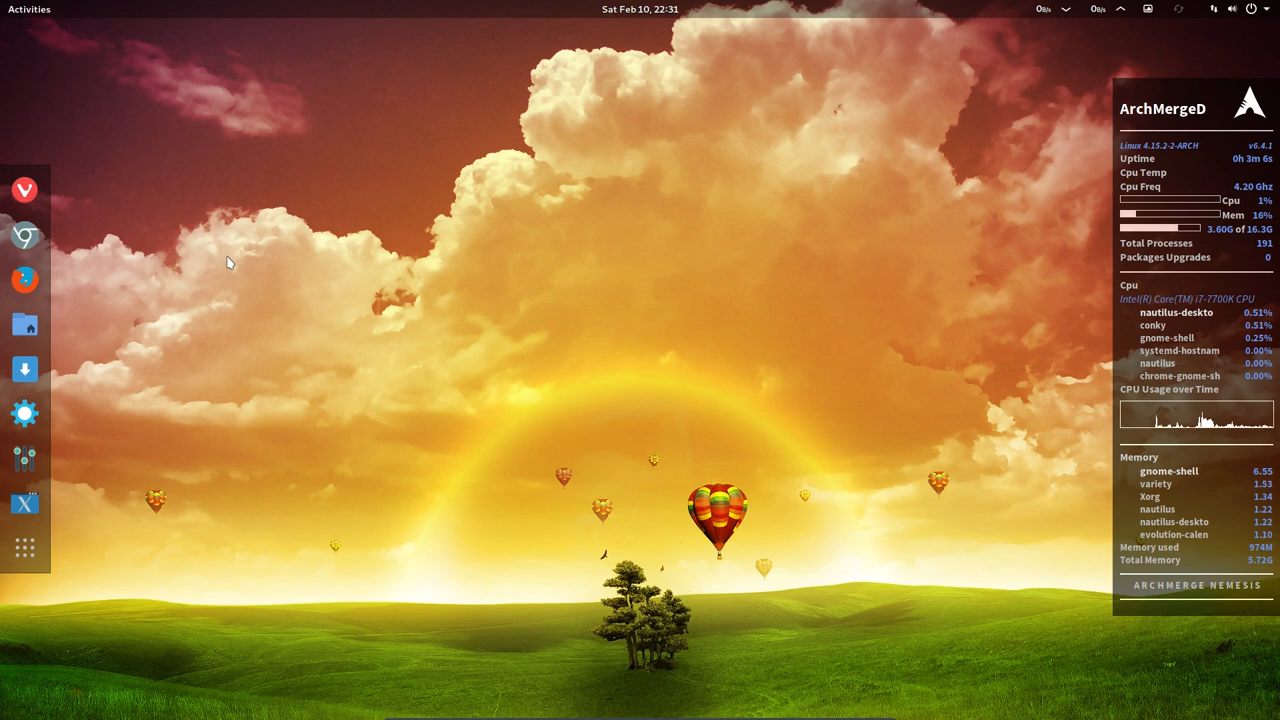 Activities
Sat Feb 10, 22:31
0B/s 0B/s
ArchMergeD
Linux 4.15.2-2-ARCH v6.4.1
Uptime 0h 3m 6s
Cpu Temp
Cpu Freq 4.20 Ghz
Cpu 1%
Mem 16%
3.60G of 16.3G
Total Processes 191
Packages Upgrades 0
Cpu
Intel(R) Core(TM) i7-7700K CPU
nautilus-deskto 0.51%
conky 0.51%
gnome-shell 0.25%
systemd-hostnam 0.00%
nautilus 0.00%
chrome-gnome-sh 0.00%
CPU Usage over Time
Memory
gnome-shell 6.55
variety 1.53
Xorg 1.34
nautilus 1.22
nautilus-deskto 1.22
evolution-calen 1.10
Memory used 974M
Total Memory 5.72G
ARCHMERGE NEMESIS